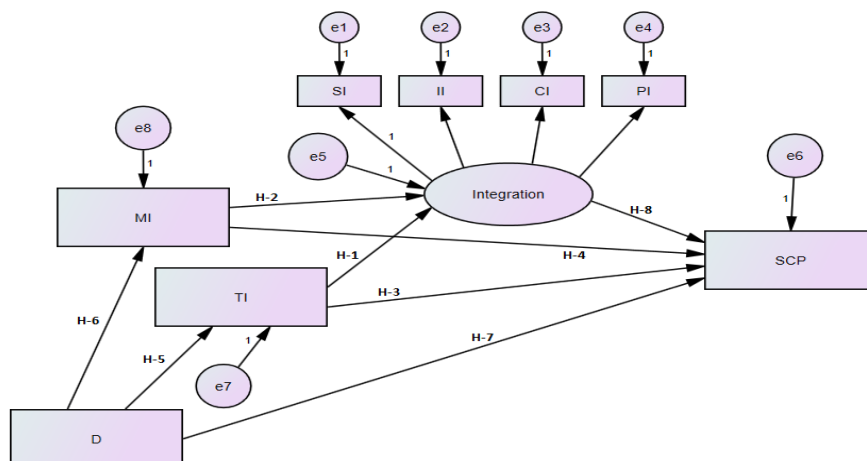 e1
e2
e3
e4
1
1
1
1
SI
II
CI
PI
e8
1
e5
1
1
e6
1
Integration
H-2
MI
H-8
H-1
H-4
SCP
TI
H-3
H-6
H-7
H-5
1
e7
D